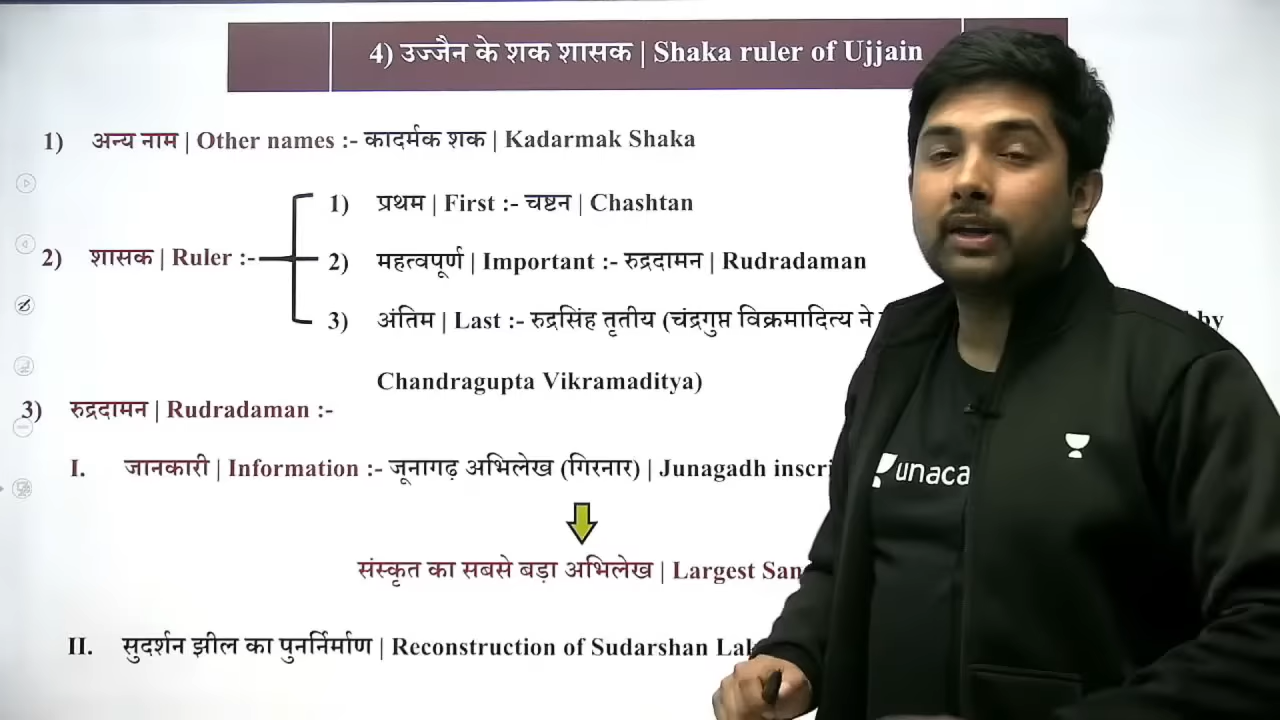 4) उज्जैन के शक शासक | Shaka ruler of Ujjain
1) अन्य नाम | Other names :- कादर्मक शक | Kadarmak Shaka
1) प्रथम | First :- चष्टन | Chashtan
2) शासक | Ruler :-
2) महत्वपूर्ण | Important :- रुद्रदामन | Rudradaman
3) अंतिम | Last :- रुद्रसिंह तृतीय (चंद्रगुप्त विक्रमादित्य ने by
Chandragupta Vikramaditya)
3) रुद्रदामन | Rudradaman :-
I. जानकारी | Information :- जूनागढ़ अभिलेख (गिरनार) | Junagadh inscri
unaca
संस्कृत का सबसे बड़ा अभिलेख | Largest San
II. सुदर्शन झील का पुनर्निर्माण | Reconstruction of Sudarshan Lak